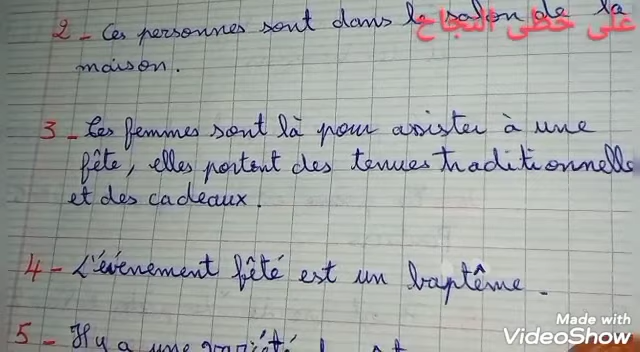 2 - Ces personnes sont dans le salon de la
على خطى النجاح
maison.
3 - Les femmes sont là pour assister à une
fête, elles portent des tenues traditionnelles
et des cadeaux.
4 - L'événement fêté est un baptême.
5 - Il y a une variété
Made with
VideoShow